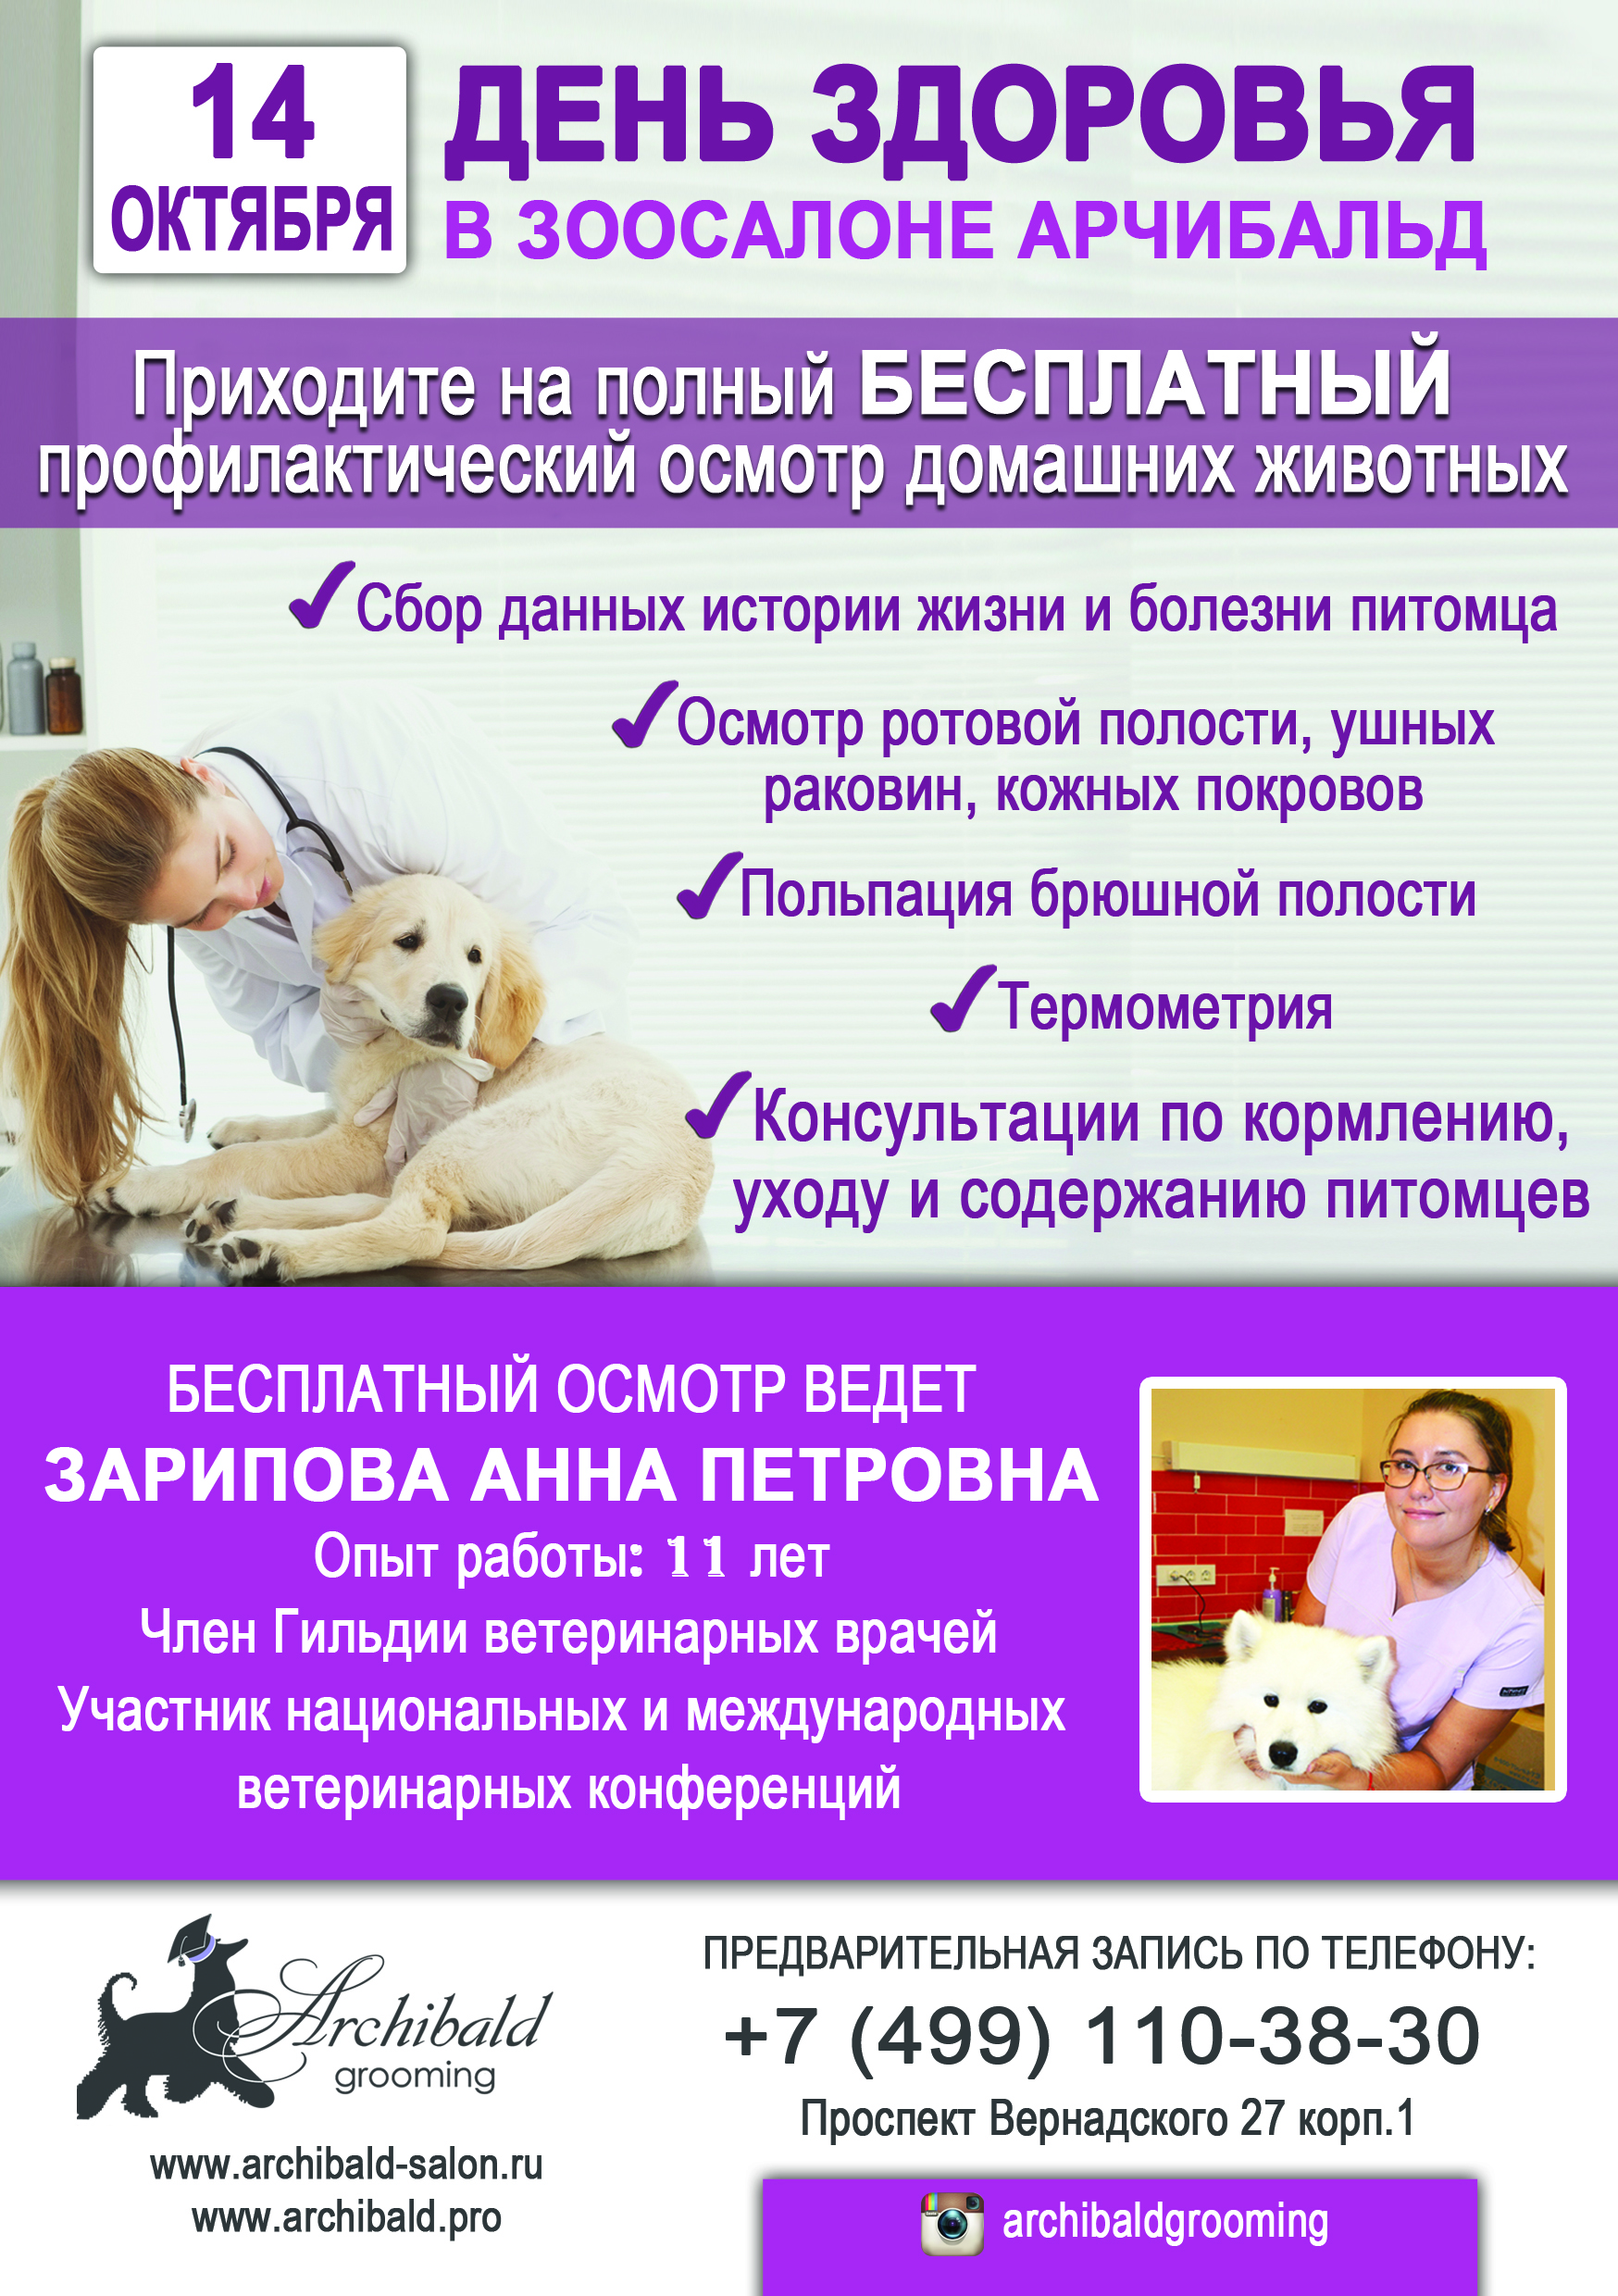 14
ОКТЯБРЯ
ДЕНЬ ЗДОРОВЬЯ
В ЗООСАЛОНЕ АРЧИБАЛЬД
Приходите на полный БЕСПЛАТНЫЙ
профилактический осмотр домашних животных
Сбор данных истории жизни и болезни питомца
Осмотр ротовой полости, ушных
раковин, кожных покровов
Польпация брюшной полости
Термометрия
Консультации по кормлению,
уходу и содержанию питомцев
БЕСПЛАТНЫЙ ОСМОТР ВЕДЕТ
ЗАРИПОВА АННА ПЕТРОВНА
Опыт работы: 11 лет
Член Гильдии ветеринарных врачей
Участник национальных и международных
ветеринарных конференций
Archibald
grooming
www.archibald-salon.ru
www.archibald.pro
ПРЕДВАРИТЕЛЬНАЯ ЗАПИСЬ ПО ТЕЛЕФОНУ:
+7 (499) 110-38-30
Проспект Вернадского 27 корп.1
archibaldgrooming